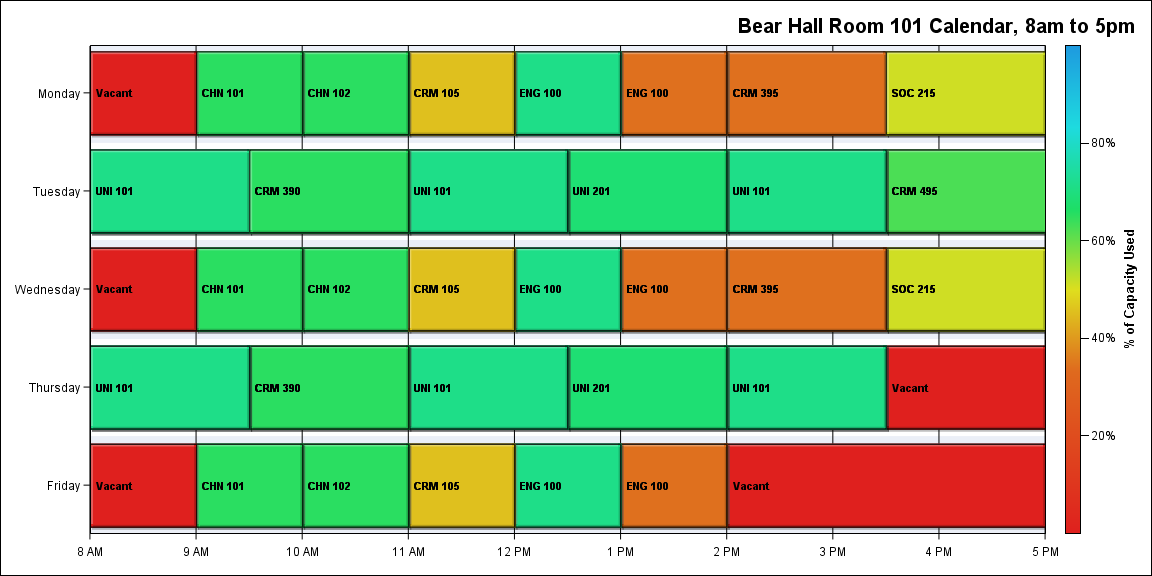 Bear Hall Room 101 Calendar, 8am to 5pm
Monday
Vacant
CHN 101
CHN 102
CRM 105
ENG 100
ENG 100
CRM 395
SOC 215
Tuesday
UNI 101
CRM 390
UNI 101
UNI 201
UNI 101
CRM 495
Wednesday
Vacant
CHN 101
CHN 102
CRM 105
ENG 100
ENG 100
CRM 395
SOC 215
Thursday
UNI 101
CRM 390
UNI 101
UNI 201
UNI 101
Vacant
Friday
Vacant
CHN 101
CHN 102
CRM 105
ENG 100
ENG 100
Vacant
8 AM
9 AM
10 AM
11 AM
12 PM
1 PM
2 PM
3 PM
4 PM
5 PM
80%
60%
40%
20%
% of Capacity Used